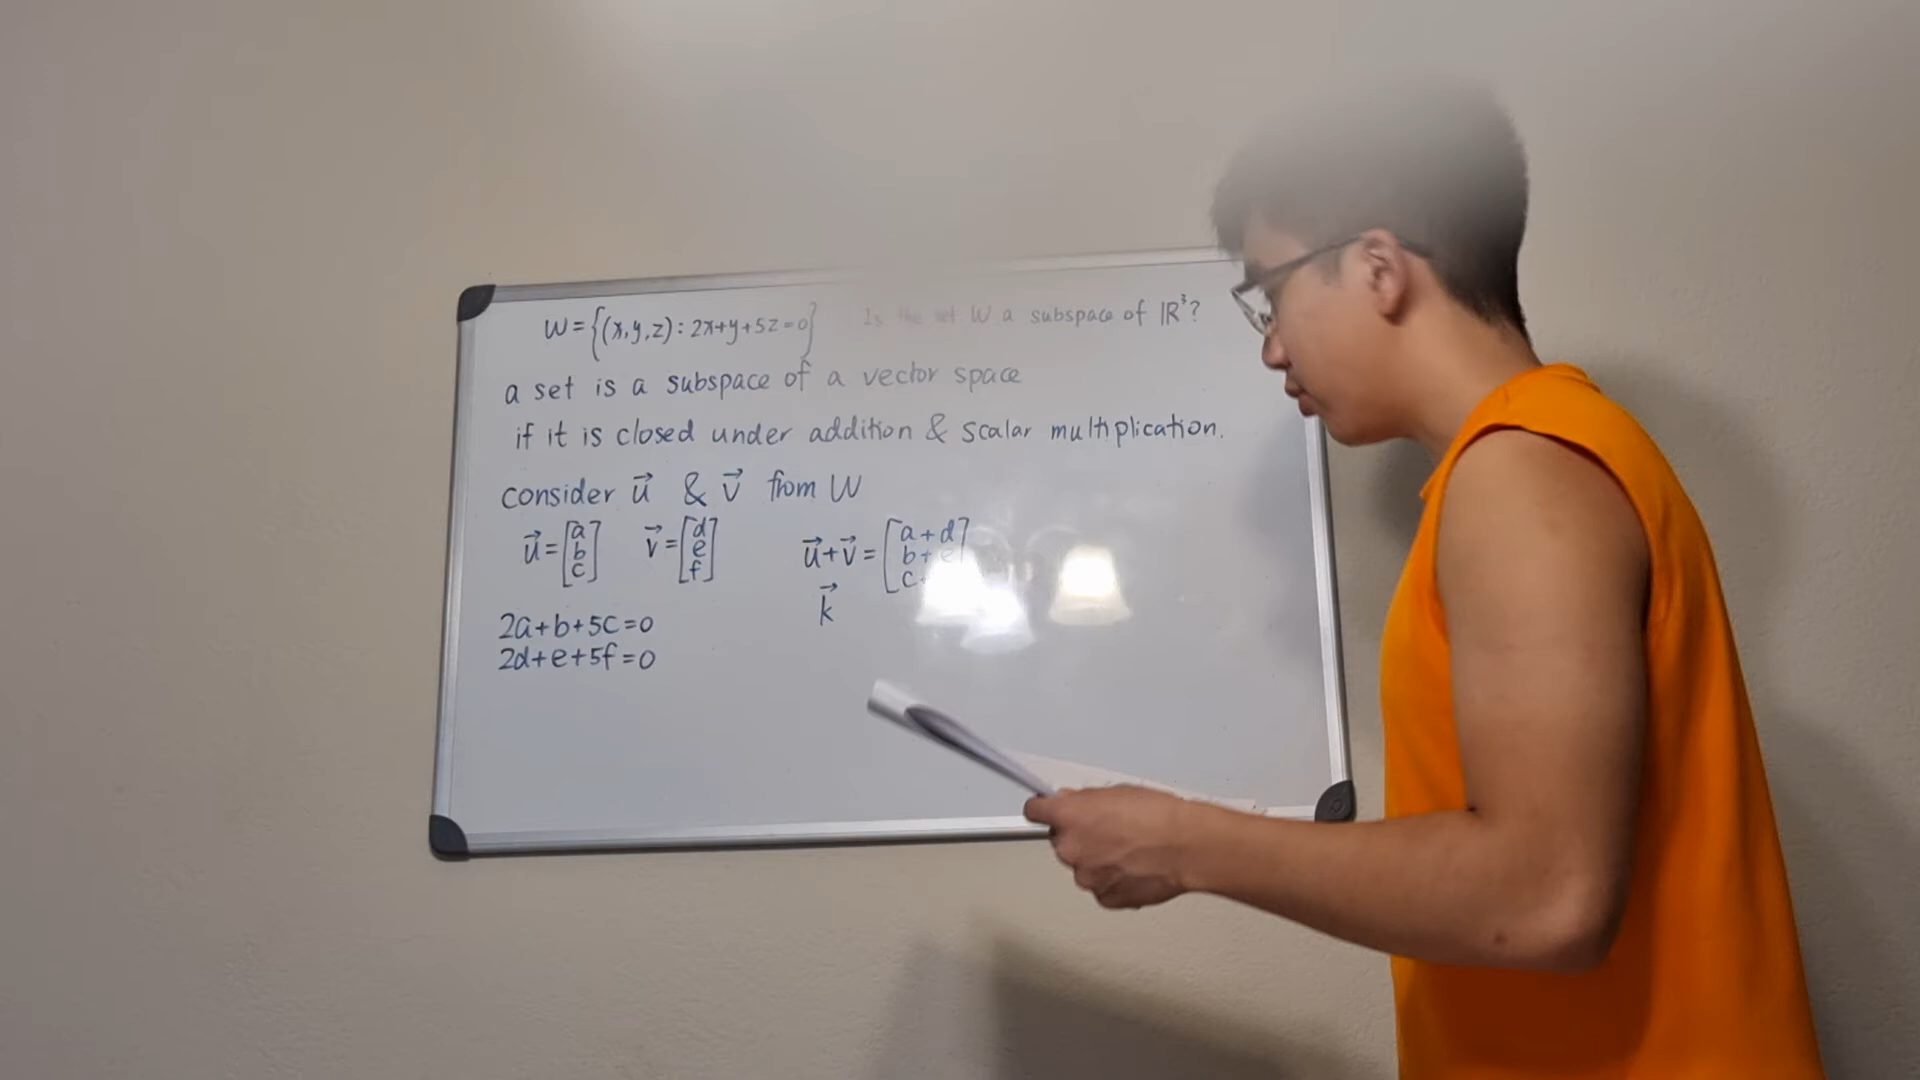 W={(x,y,z): 2x+y+5z=0} Is the set W a subspace of ℝ³?
a set is a subspace of a vector space
if it is closed under addition & scalar multiplication.
consider u⃗ & v⃗ from W
u⃗=[a b c] v⃗=[d e f] u⃗+v⃗=[a+d b+e c
k⃗
2a+b+5c=0
2d+e+5f=0